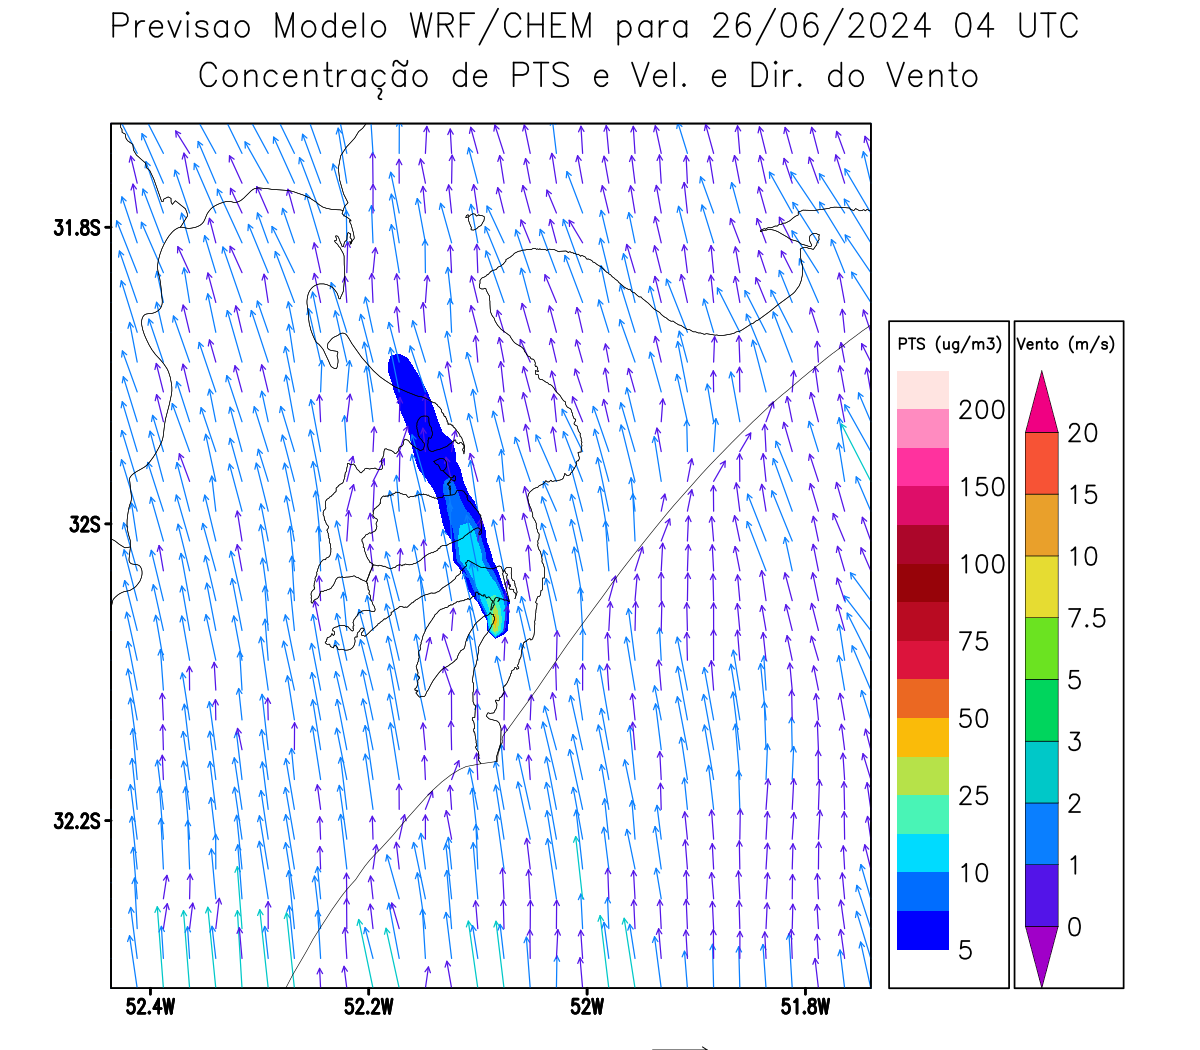 Previsao Modelo WRF/CHEM para 26/06/2024 04 UTC
Concentração de PTS e Vel. e Dir. do Vento
31.8S
32S
32.2S
52.4W 52.2W 52W 51.8W
PTS (ug/m3)
200
150
100
75
50
25
10
5
Vento (m/s)
20
15
10
7.5
5
3
2
1
0